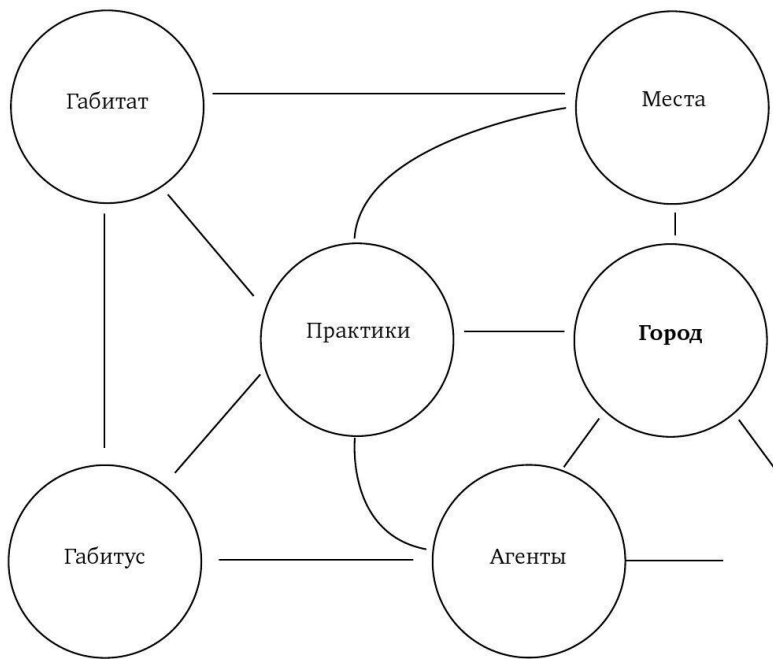 Габитат
Места
Практики
Город
Габитус
Агенты